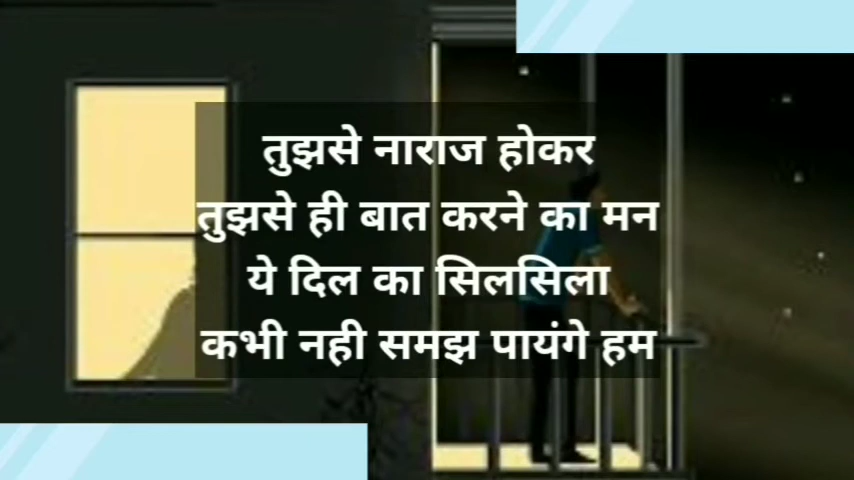 तुझसे नाराज होकर
तुझसे ही बात करने का मन
ये दिल का सिलसिला
कभी नही समझ पायंगे हम